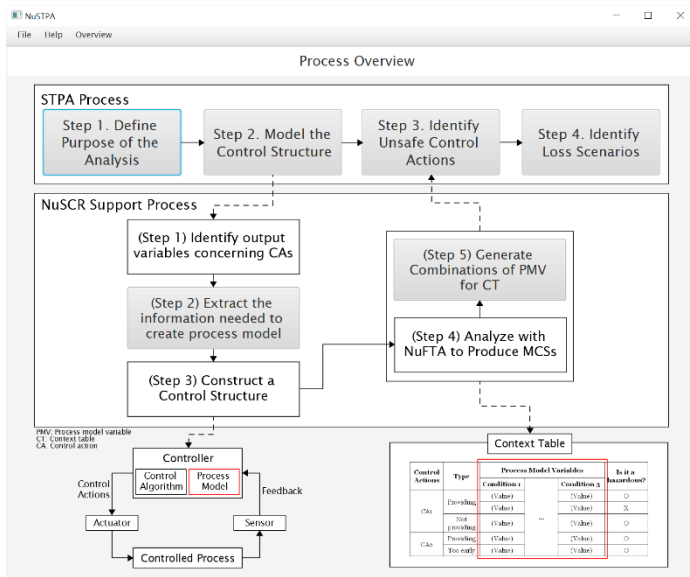 NuSTPA
File Help Overview
Process Overview
STPA Process
Step 1. Define
Purpose of the
Analysis
Step 2. Model the
Control Structure
Step 3. Identify
Unsafe Control
Actions
Step 4. Identify
Loss Scenarios
NuSCR Support Process
(Step 1) Identify output
variables concerning CAs
(Step 2) Extract the
information needed to
create process model
(Step 3) Construct a
Control Structure
(Step 5) Generate
Combinations of PMV
for CT
(Step 4) Analyze with
NuFTA to Produce MCSs
PMV: Process model variable
CT: Context table
CA: Control action
Controller
Control
Algorithm
Process
Model
Control
Actions
Feedback
Actuator
Sensor
Controlled Process
Context Table
Control
Actions
Type
Process Model Variables
Is it a
hazardous?
Condition 1
Condition 3
CA1
Providing
(Value)
...
(Value)
O
(Value)
(Value)
X
Not
providing
(Value)
(Value)
O
CA2
Providing
(Value)
(Value)
O
Too early
(Value)
(Value)
O